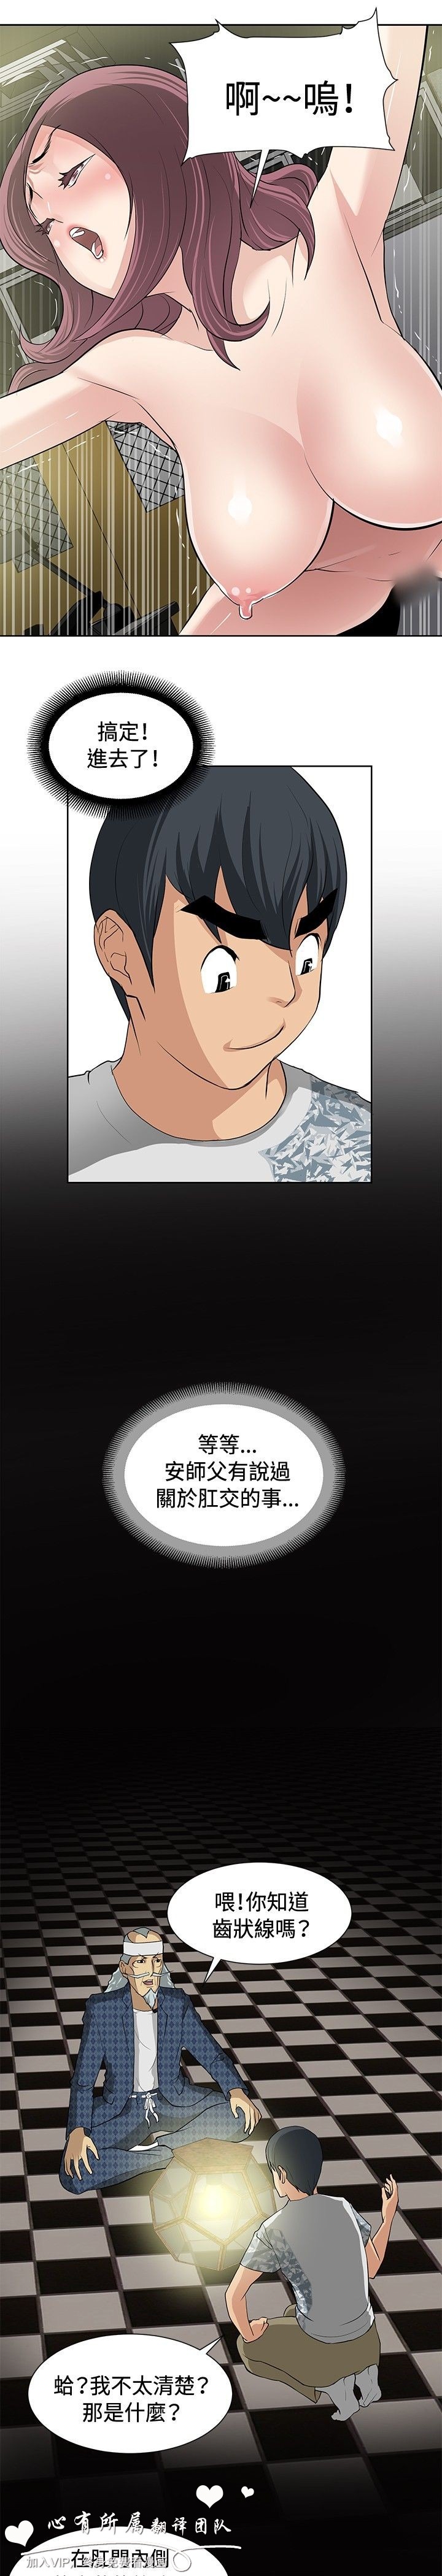 啊~~嗚!
搞定!
進去了!
等等...
安師父有說過
關於肛交的事...
喂!你知道
齒狀線嗎?
蛤?我不太清楚?
那是什麼?
心有所属翻译团队
在肛門內側